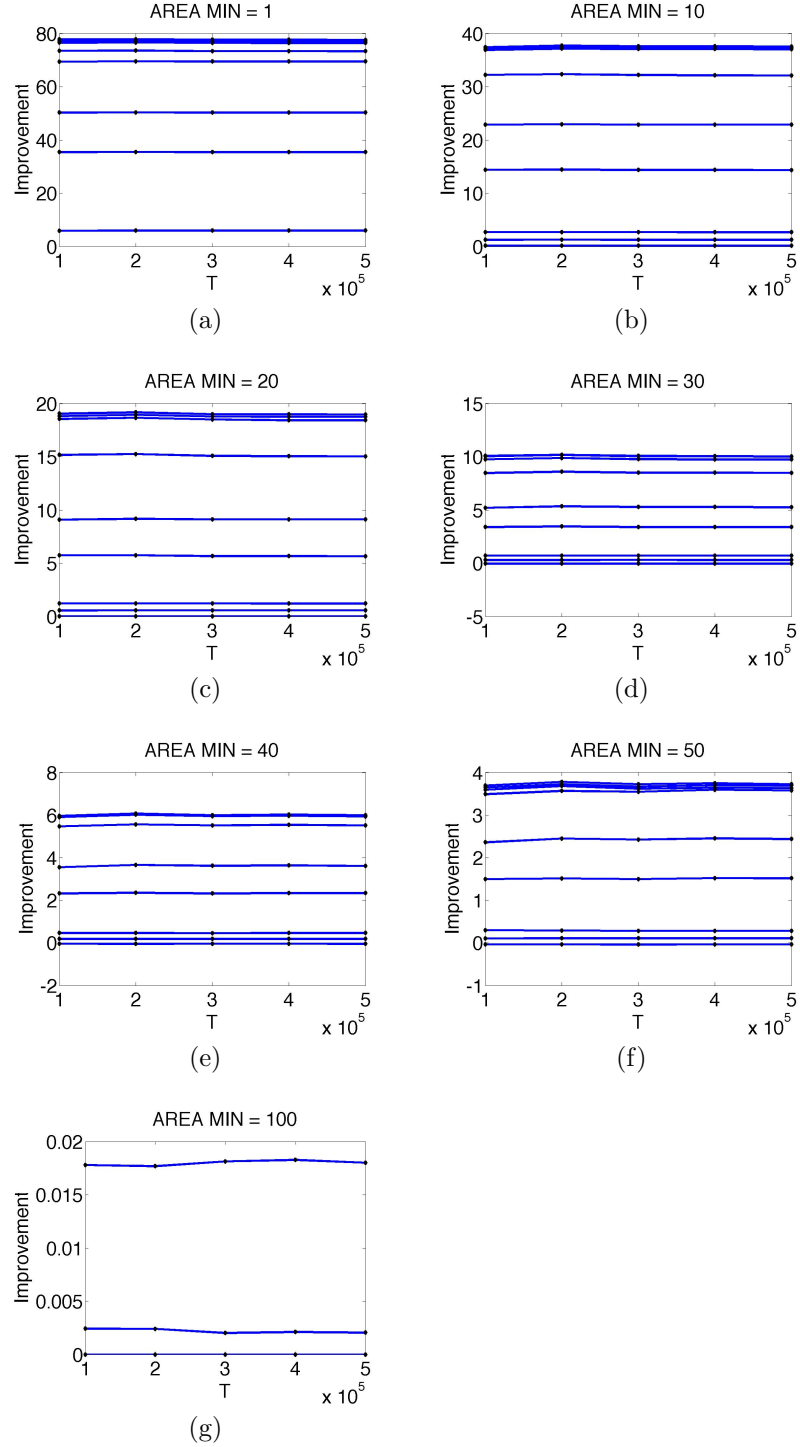 AREA MIN = 1
80
60
40
20
0
Improvement
1 2 3 4 5
T
x 10^5
(a)
AREA MIN = 10
40
30
20
10
0
Improvement
1 2 3 4 5
T
x 10^5
(b)
AREA MIN = 20
20
15
10
5
0
Improvement
1 2 3 4 5
T
x 10^5
(c)
AREA MIN = 30
15
10
5
0
-5
Improvement
1 2 3 4 5
T
x 10^5
(d)
AREA MIN = 40
8
6
4
2
0
-2
Improvement
1 2 3 4 5
T
x 10^5
(e)
AREA MIN = 50
4
3
2
1
0
-1
Improvement
1 2 3 4 5
T
x 10^5
(f)
AREA MIN = 100
0.02
0.015
0.01
0.005
0
Improvement
1 2 3 4 5
T
x 10^5
(g)